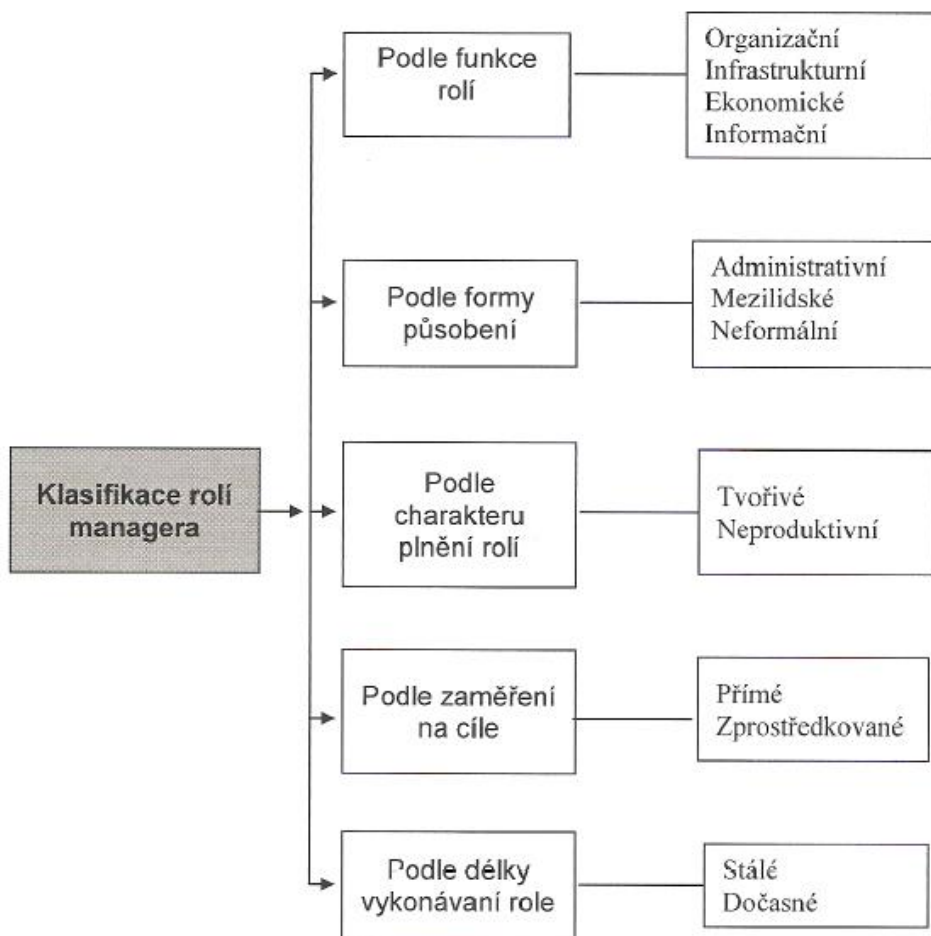 Klasifikace rolí
managera
Podle funkce
rolí
Organizační
Infrastrukturní
Ekonomické
Informační
Podle formy
působení
Administrativní
Mezilidské
Neformální
Podle
charakteru
plnění rolí
Tvořivé
Neproduktivní
Podle zaměření
na cíle
Přímé
Zprostředkované
Podle délky
vykonávaní role
Stálé
Dočasné